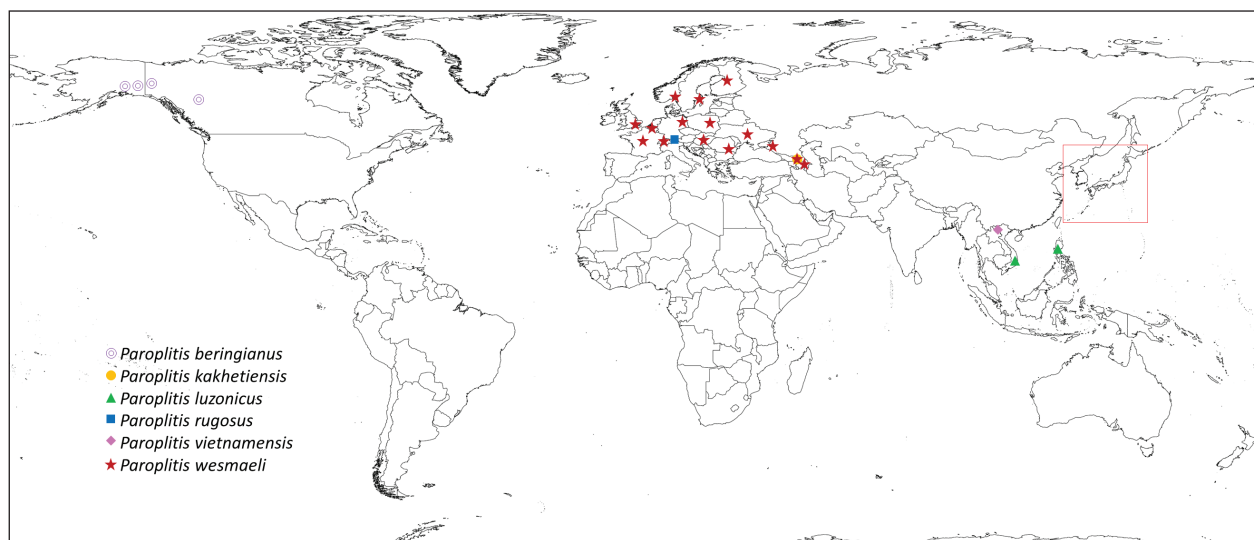 Paroplitis beringianus
Paroplitis kakhetiensis
Paroplitis luzonicus
Paroplitis rugosus
Paroplitis vietnamensis
Paroplitis wesmaeli